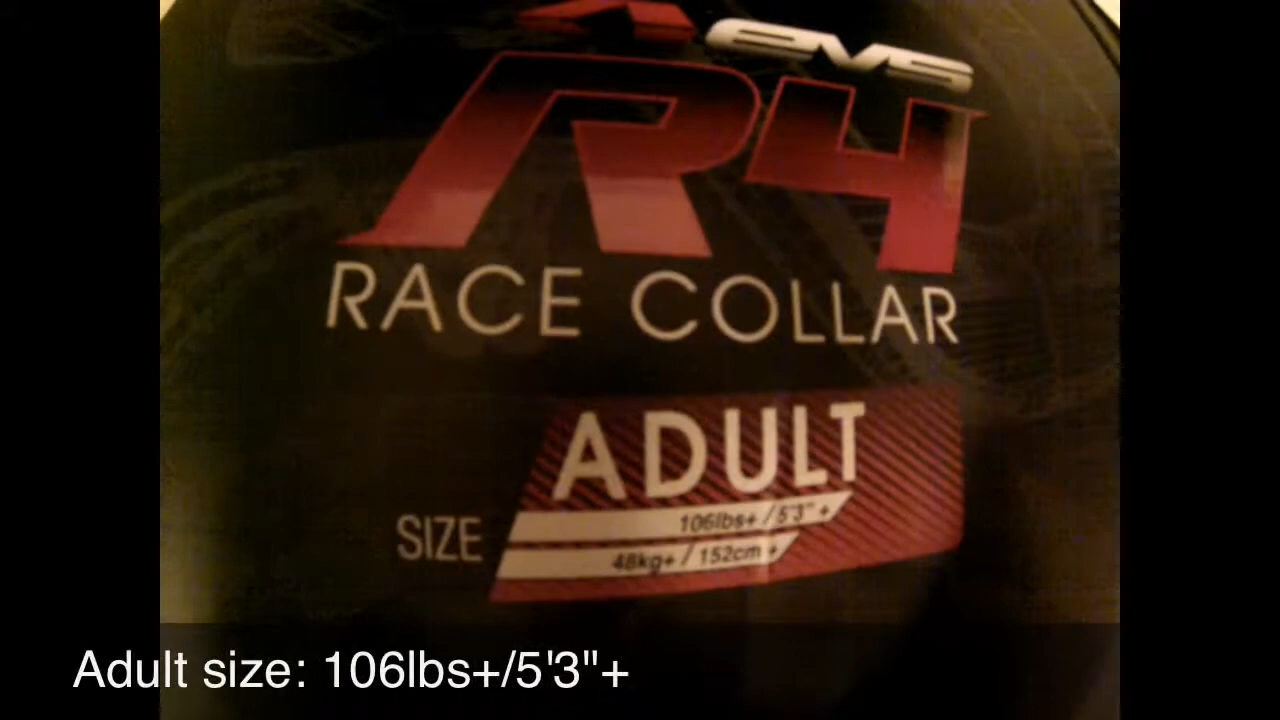 EVS
R4
RACE COLLAR
ADULT
SIZE
106lbs+/5'3"+
48kg+/152cm+
Adult size: 106lbs+/5'3"+